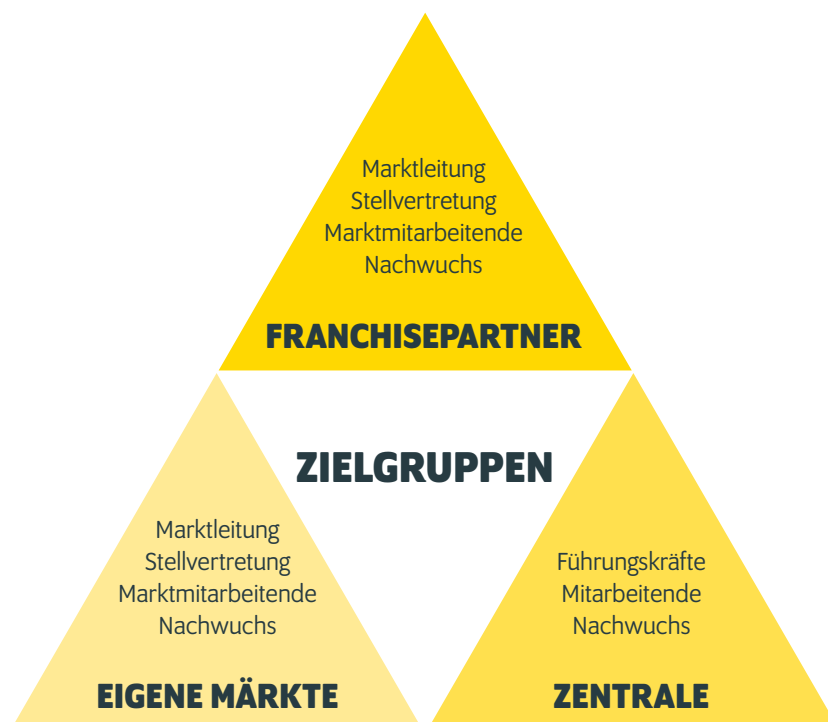 Marktleitung
Stellvertretung
Marktmitarbeitende
Nachwuchs
FRANCHISEPARTNER
ZIELGRUPPEN
Marktleitung
Stellvertretung
Marktmitarbeitende
Nachwuchs
EIGENE MÄRKTE
Führungskräfte
Mitarbeitende
Nachwuchs
ZENTRALE